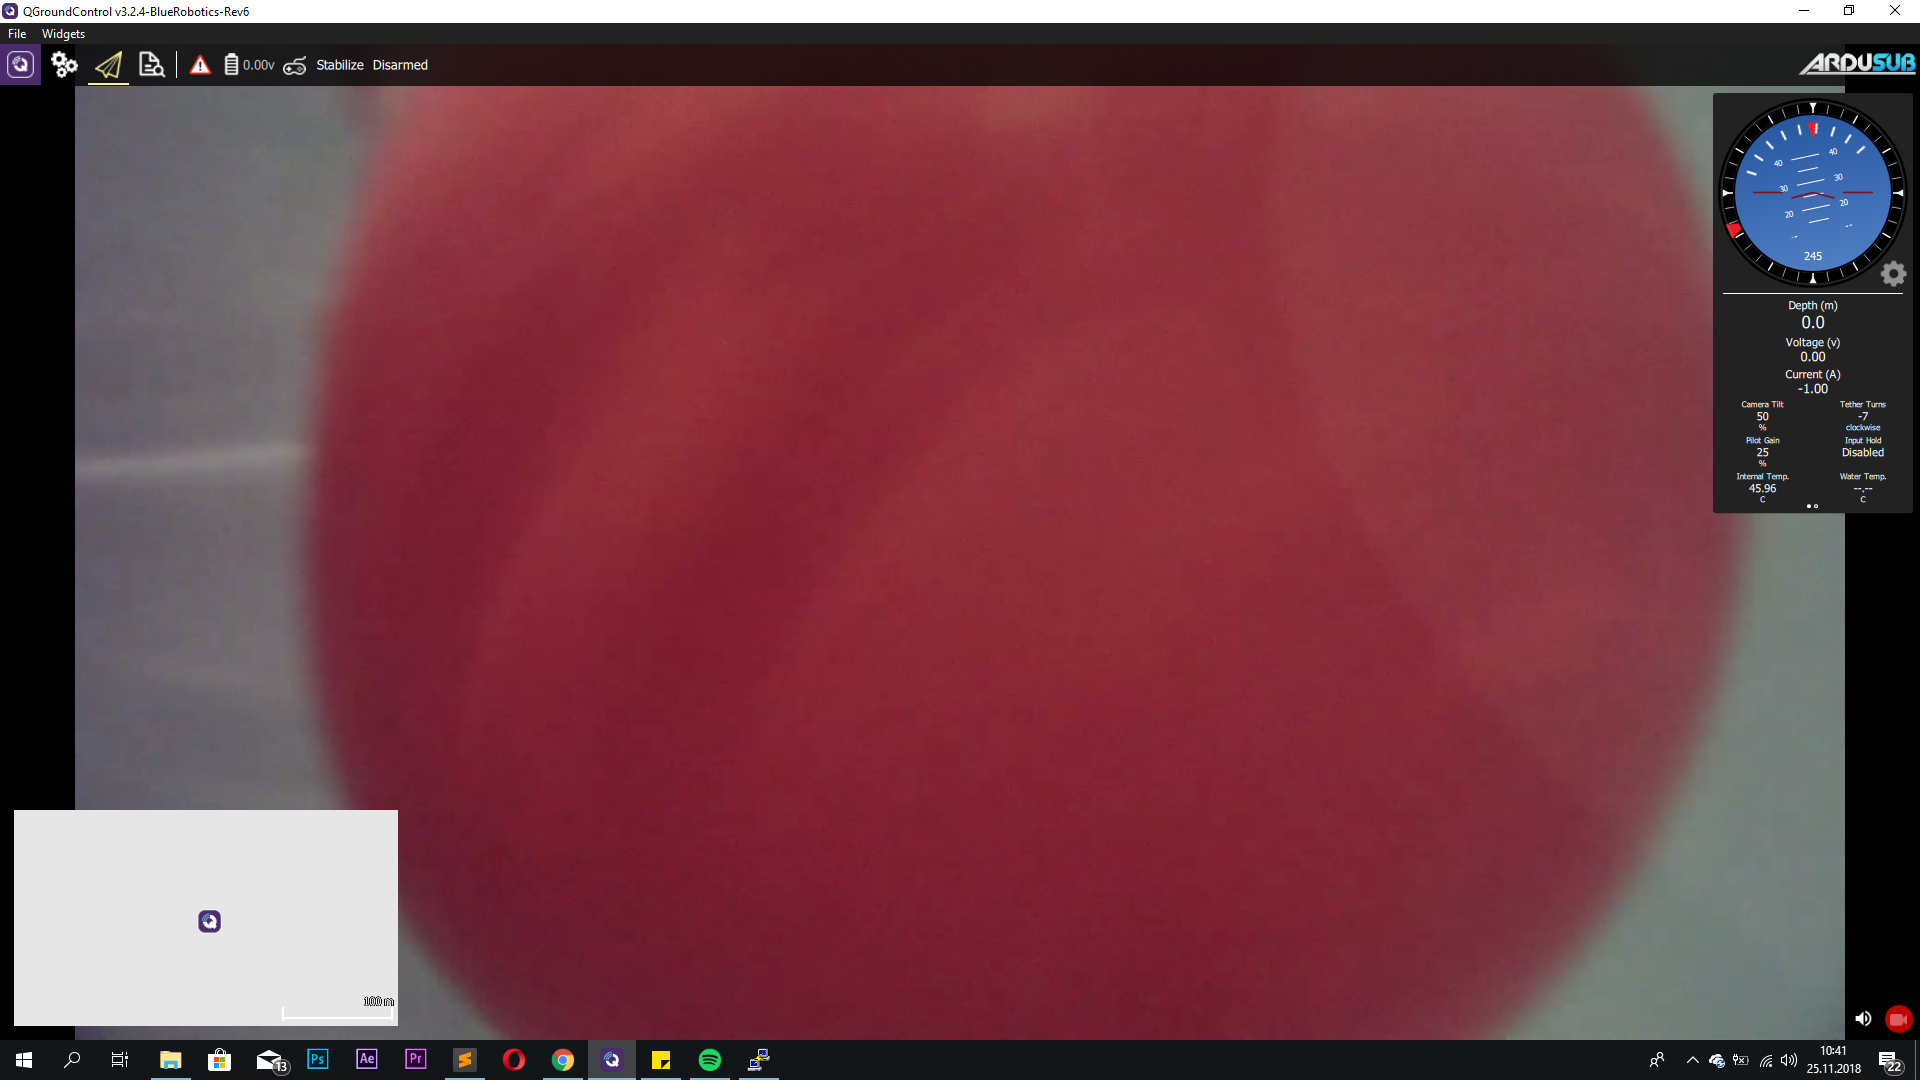 QGroundControl v3.2.4-BlueRobotics-Rev6
File Widgets
0.00v Stabilize Disarmed
ARDUSUB
40 40
30 30
20 20
245
Depth (m)
0.0
Voltage (v)
0.00
Current (A)
-1.00
Camera Tilt Tether Turns
50 -7
% clockwise
Pilot Gain Input Hold
25 Disabled
%
Internal Temp. Water Temp.
45.96 --.--
C C
100 m
13 Ps Ae Pr
10:41
25.11.2018
22